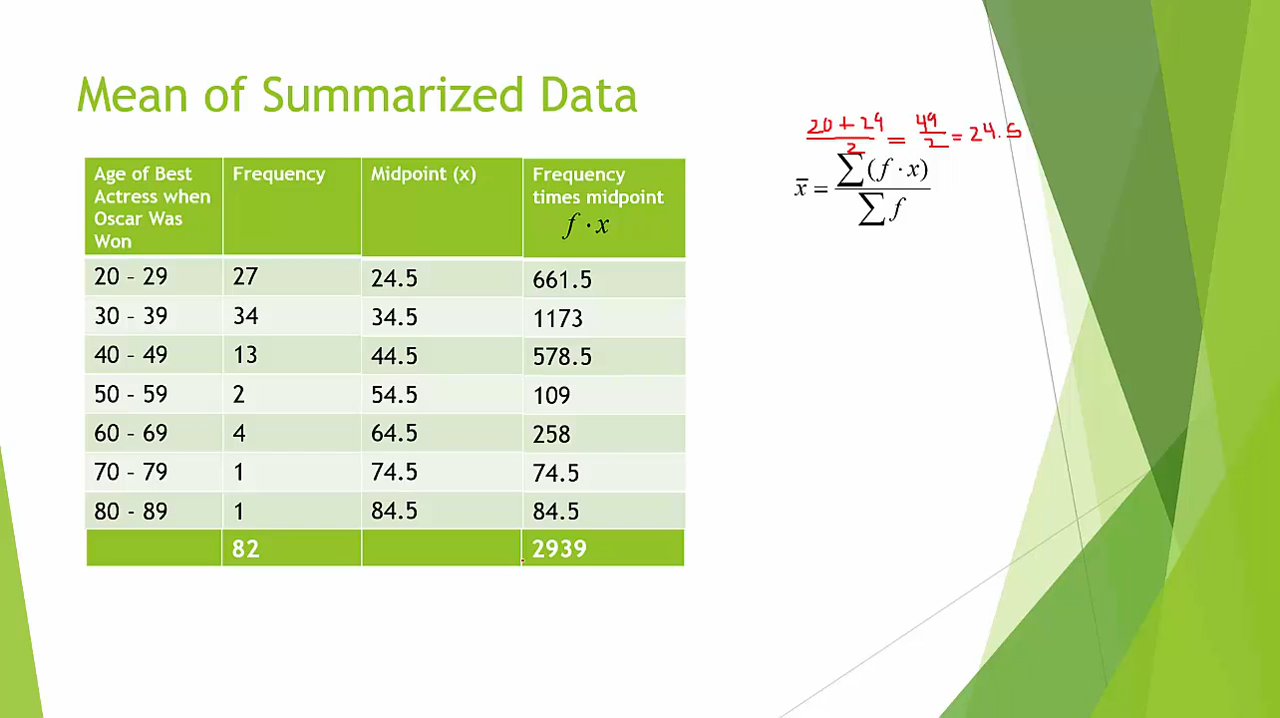 Mean of Summarized Data
20 + 29 / 2 = 49 / 2 = 24.5
x̄ = ∑(f · x) / ∑f
Age of Best Actress when Oscar Was Won | Frequency | Midpoint (x) | Frequency times midpoint f · x
20 – 29 | 27 | 24.5 | 661.5
30 – 39 | 34 | 34.5 | 1173
40 – 49 | 13 | 44.5 | 578.5
50 – 59 | 2 | 54.5 | 109
60 – 69 | 4 | 64.5 | 258
70 – 79 | 1 | 74.5 | 74.5
80 - 89 | 1 | 84.5 | 84.5
82 | 2939